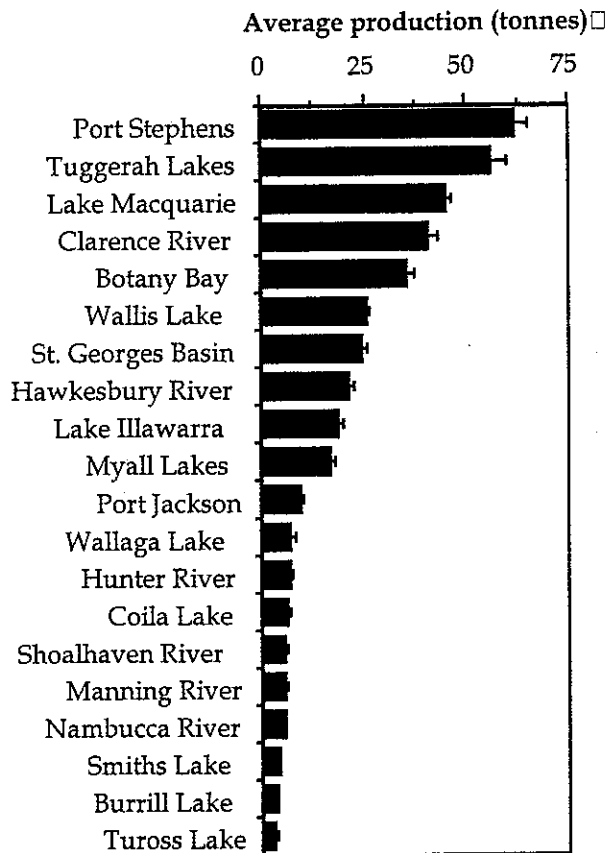 Average production (tonnes)
0 25 50 75
Port Stephens
Tuggerah Lakes
Lake Macquarie
Clarence River
Botany Bay
Wallis Lake
St. Georges Basin
Hawkesbury River
Lake Illawarra
Myall Lakes
Port Jackson
Wallaga Lake
Hunter River
Coila Lake
Shoalhaven River
Manning River
Nambucca River
Smiths Lake
Burrill Lake
Tuross Lake